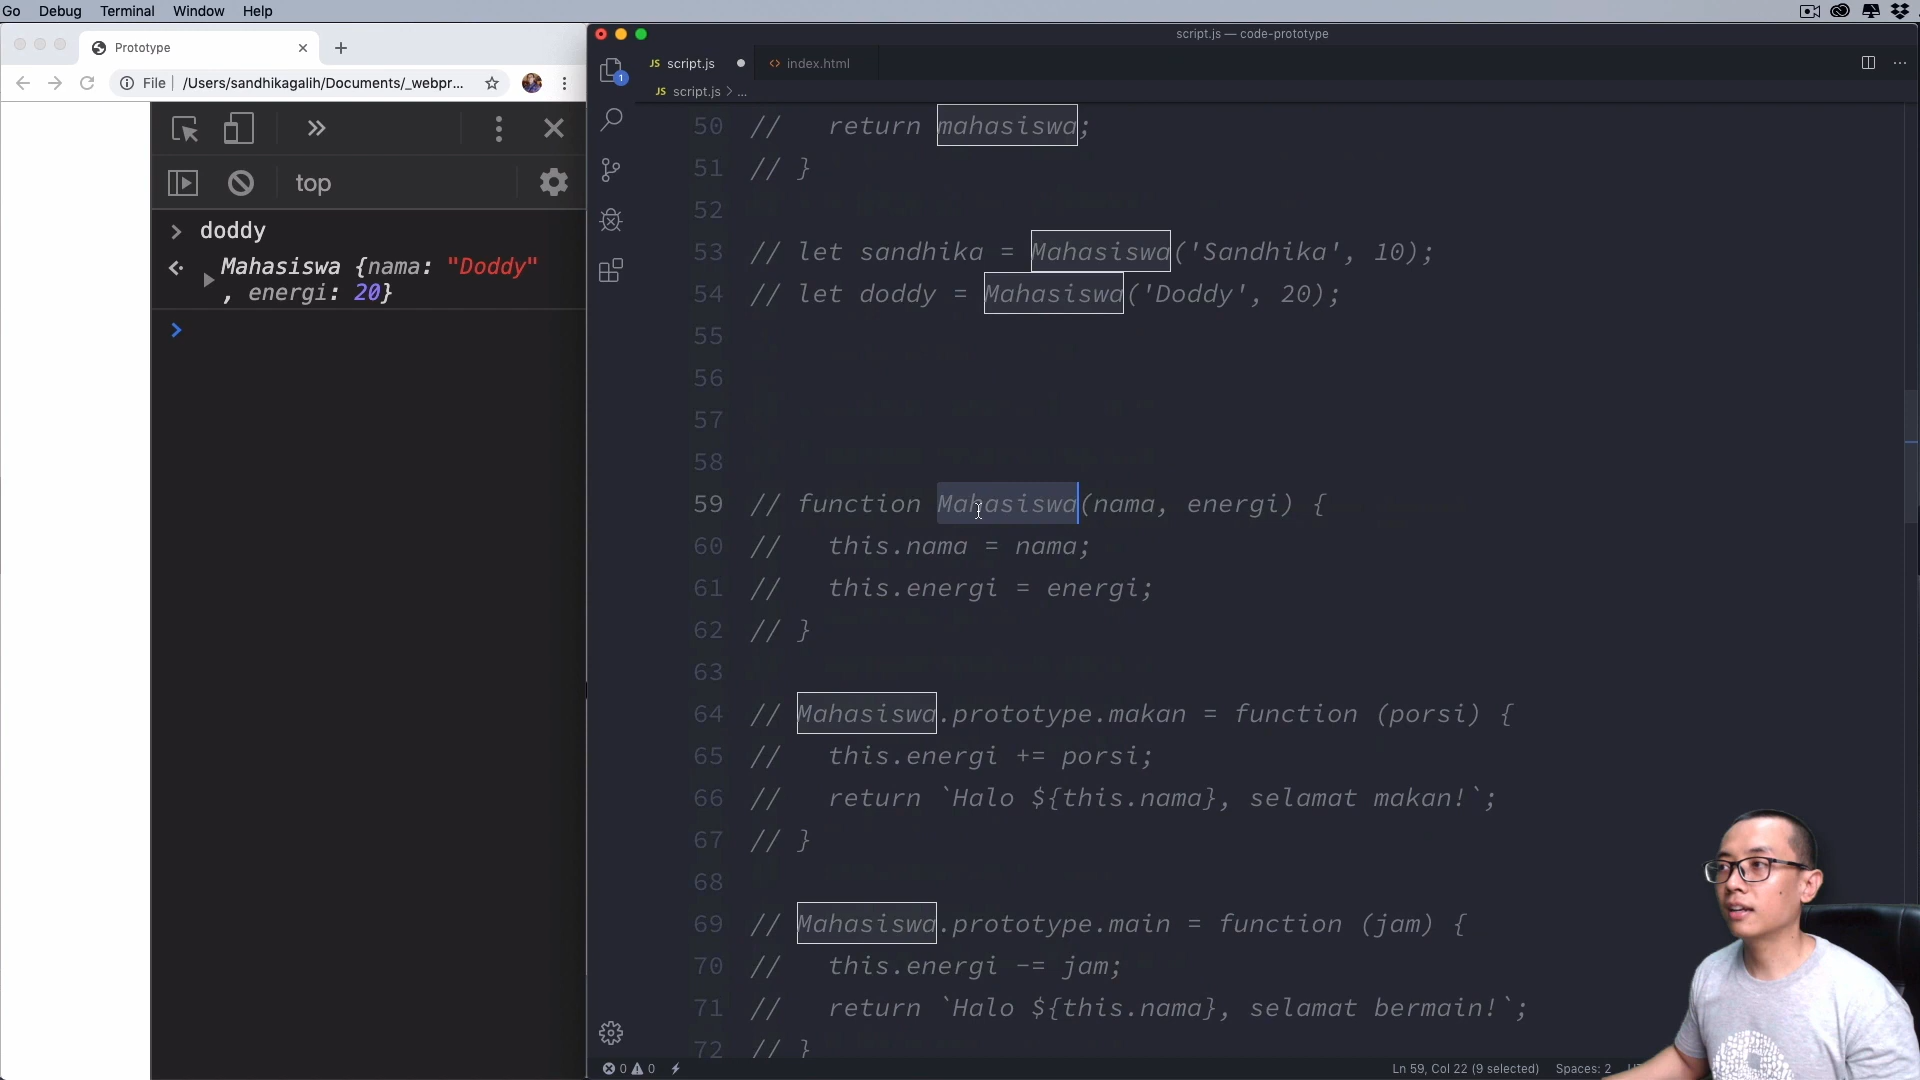 Go Debug Terminal Window Help
Prototype
File /Users/sandhikagalih/Documents/_webpr...
top
doddy
Mahasiswa {nama: "Doddy"
, energi: 20}
script.js — code-prototype
1
JS script.js
index.html
JS script.js > ...
50 //   return mahasiswa;
51 // }
52
53 // let sandhika = Mahasiswa('Sandhika', 10);
54 // let doddy = Mahasiswa('Doddy', 20);
55
56
57
58
59 // function Mahasiswa(nama, energi) {
60 //   this.nama = nama;
61 //   this.energi = energi;
62 // }
63
64 // Mahasiswa.prototype.makan = function (porsi) {
65 //   this.energi += porsi;
66 //   return `Halo ${this.nama}, selamat makan!`;
67 // }
68
69 // Mahasiswa.prototype.main = function (jam) {
70 //   this.energi -= jam;
71 //   return `Halo ${this.nama}, selamat bermain!`;
72 // }
0 0 Ln 59, Col 22 (9 selected) Spaces: 2